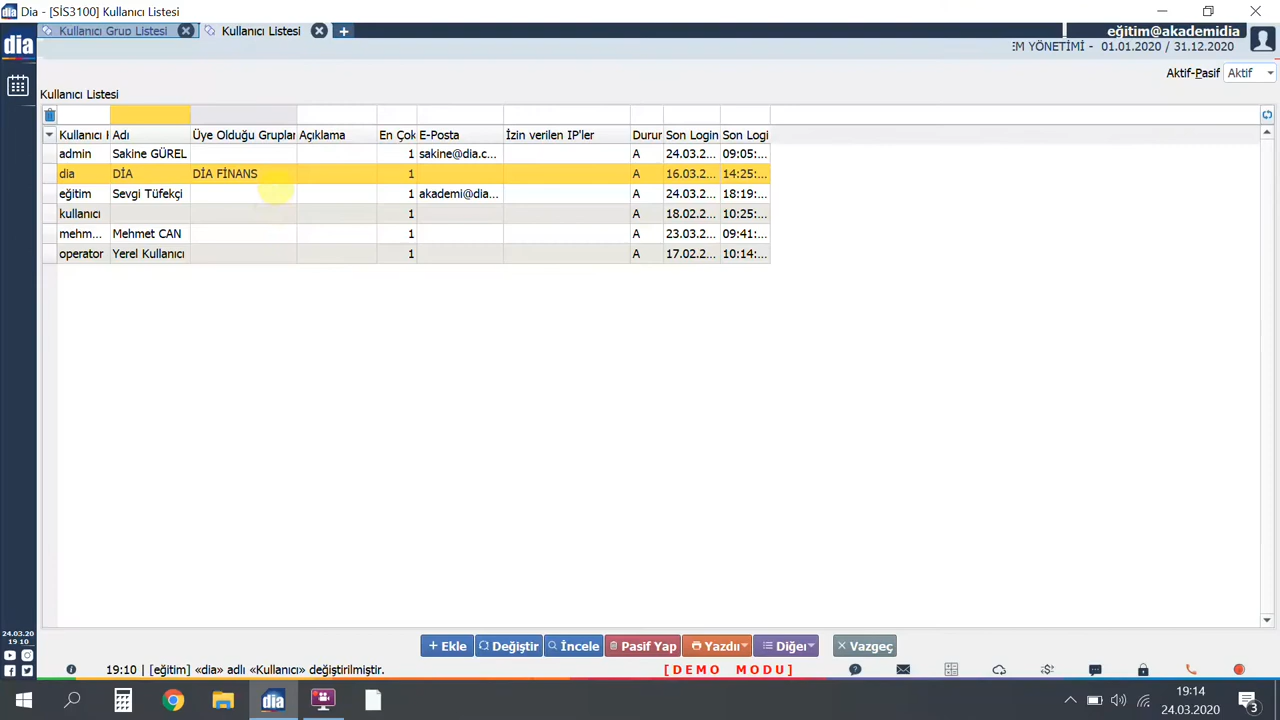 Dia - [SİS3100] Kullanıcı Listesi
Kullanıcı Grup Listesi
Kullanıcı Listesi
eğitim@akademidia
YÖNETİMİ - 01.01.2020 / 31.12.2020
dia
Aktif-Pasif Aktif
Kullanıcı Listesi
Kullanıcı Adı Üye Olduğu Gruplar Açıklama En Çok E-Posta İzin verilen IP'ler Durur Son Login Son Logi
admin Sakine GÜREL 1 sakine@dia.c... A 24.03.2... 09:05:...
dia DİA DİA FİNANS 1 A 16.03.2... 14:25:...
eğitim Sevgi Tüfekçi 1 akademi@dia... A 24.03.2... 18:19:...
kullanıcı 1 A 18.02.2... 10:25:...
mehm... Mehmet CAN 1 A 23.03.2... 09:41:...
operator Yerel Kullanıcı 1 A 17.02.2... 10:14:...
+ Ekle Değiştir İncele Pasif Yap Yazdır Diğer Vazgeç
24.03.20
19 10
19:10 | [eğitim] «dia» adlı «Kullanıcı» değiştirilmiştir.
[ D E M O   M O D U ]
dia
19:14
24.03.2020
3